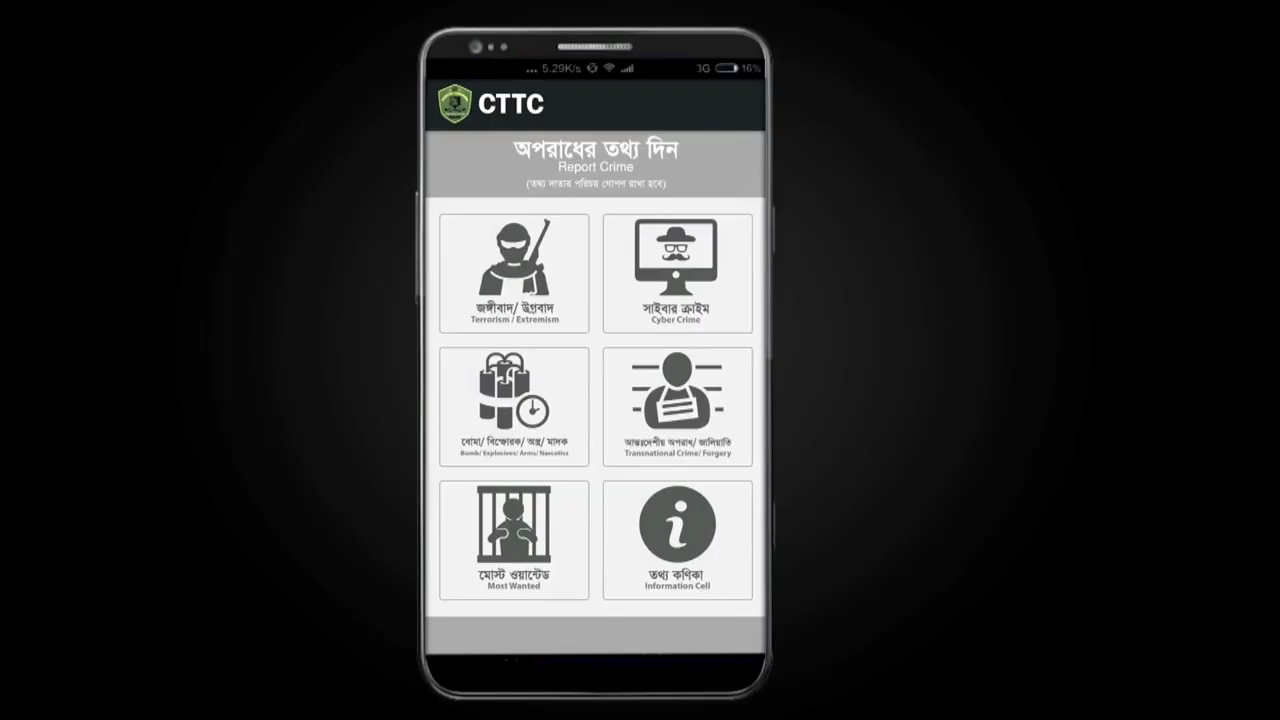 ... 5.29K/s 3G 16%
CTTC
অপরাধের তথ্য দিন
Report Crime
(তথ্য দাতার পরিচয় গোপণ রাখা হবে)
জঙ্গীবাদ/ উগ্রবাদ
Terrorism / Extremism
সাইবার ক্রাইম
Cyber Crime
বোমা/ বিস্ফোরক/ অস্ত্র/ মাদক
Bomb/ Explosives/ Arms/ Narcotics
আন্তঃদেশীয় অপরাধ/ জালিয়াতি
Transnational Crime/ Forgery
মোস্ট ওয়ান্টেড
Most Wanted
তথ্য কণিকা
Information Cell